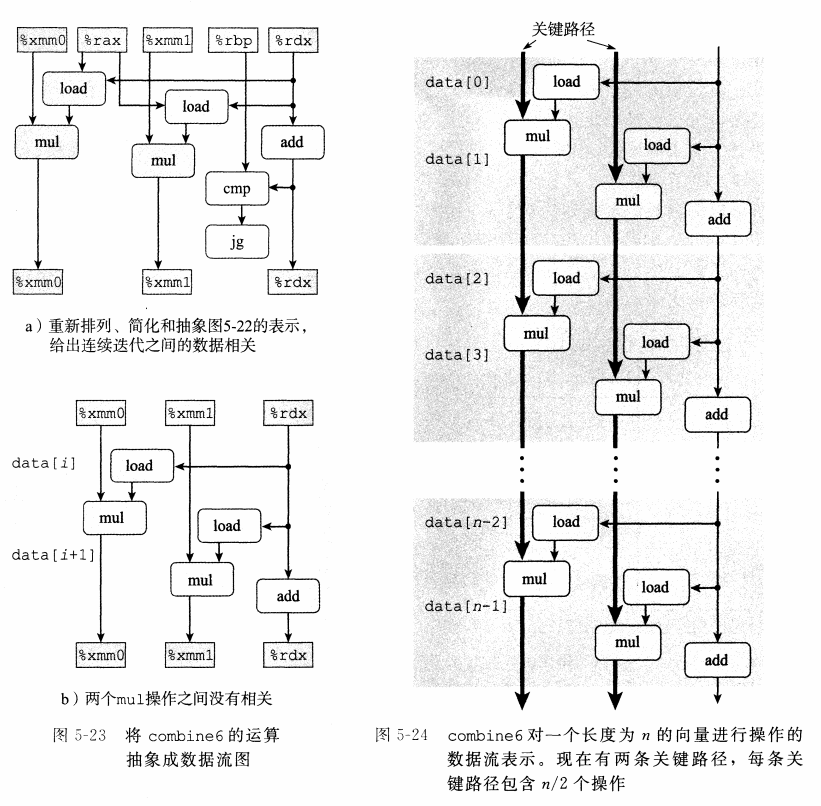 %xmm0 %rax %xmm1 %rbp %rdx
load
load
mul
add
mul
cmp
jg
%xmm0 %xmm1 %rdx
a）重新排列、简化和抽象图5-22的表示，
给出连续迭代之间的数据相关
%xmm0 %xmm1 %rdx
data[i]
load
mul
load
data[i+1]
mul
add
%xmm0 %xmm1 %rdx
b）两个mul操作之间没有相关
图 5-23 将 combine6 的运算
抽象成数据流图
关键路径
data[0]
load
mul
load
data[1]
mul
add
data[2]
load
mul
load
data[3]
mul
add
data[n-2]
load
mul
load
data[n-1]
mul
add
图 5-24 combine6 对一个长度为 n 的向量进行操作的
数据流表示。现在有两条关键路径，每条关
键路径包含 n/2 个操作